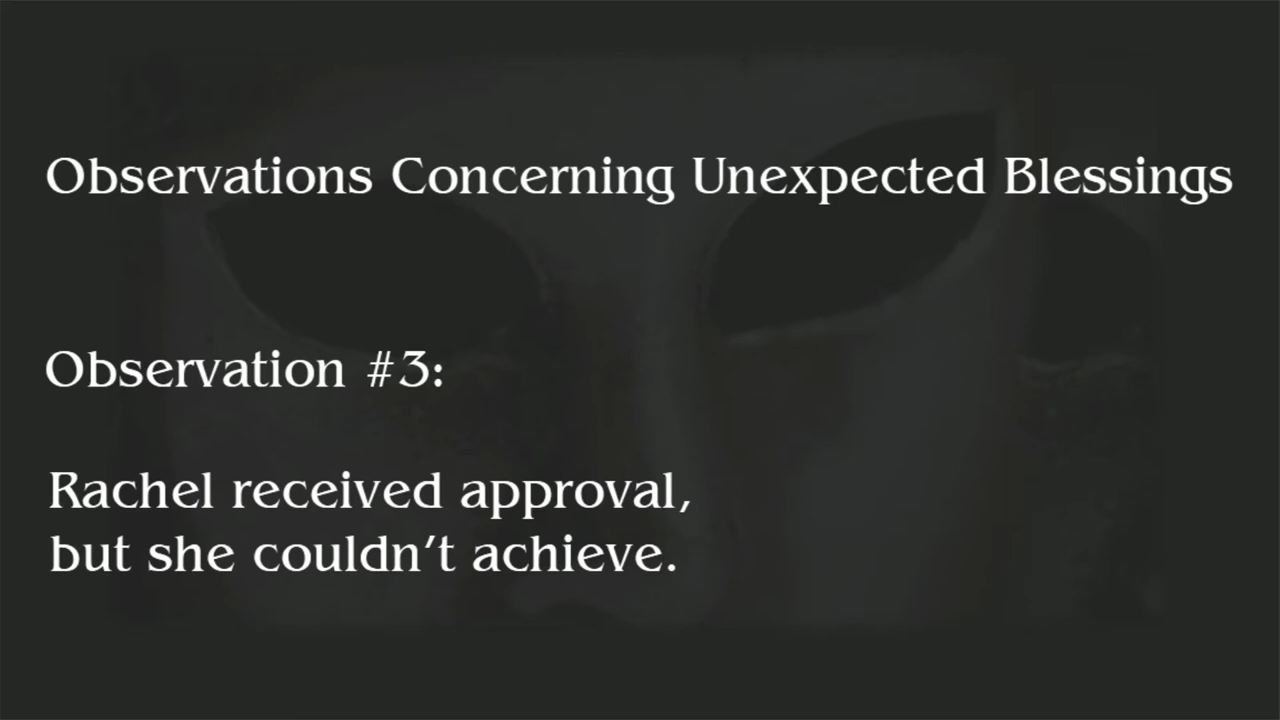 Observations Concerning Unexpected Blessings
Observation #3:
Rachel received approval,
but she couldn’t achieve.